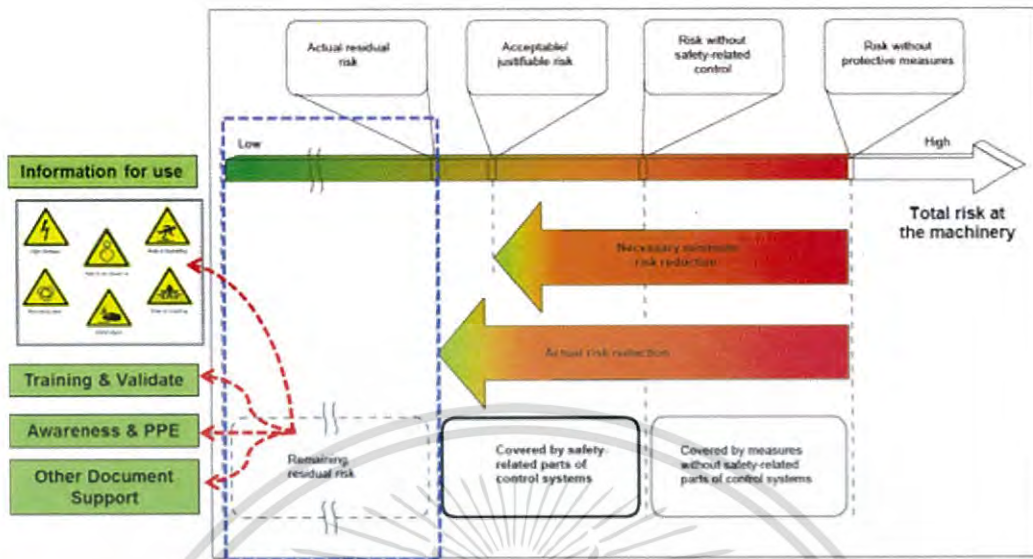 Actual residual
risk
Acceptable/
justifiable risk
Risk without
safety-related
control
Risk without
protective measures
Low
High
Total risk at
the machinery
Information for use
Necessary minimum
risk reduction
Actual risk reduction
Training & Validate
Awareness & PPE
Other Document
Support
Remaining
residual risk
Covered by safety-
related parts of
control systems
Covered by measures
without safety-related
parts of control systems